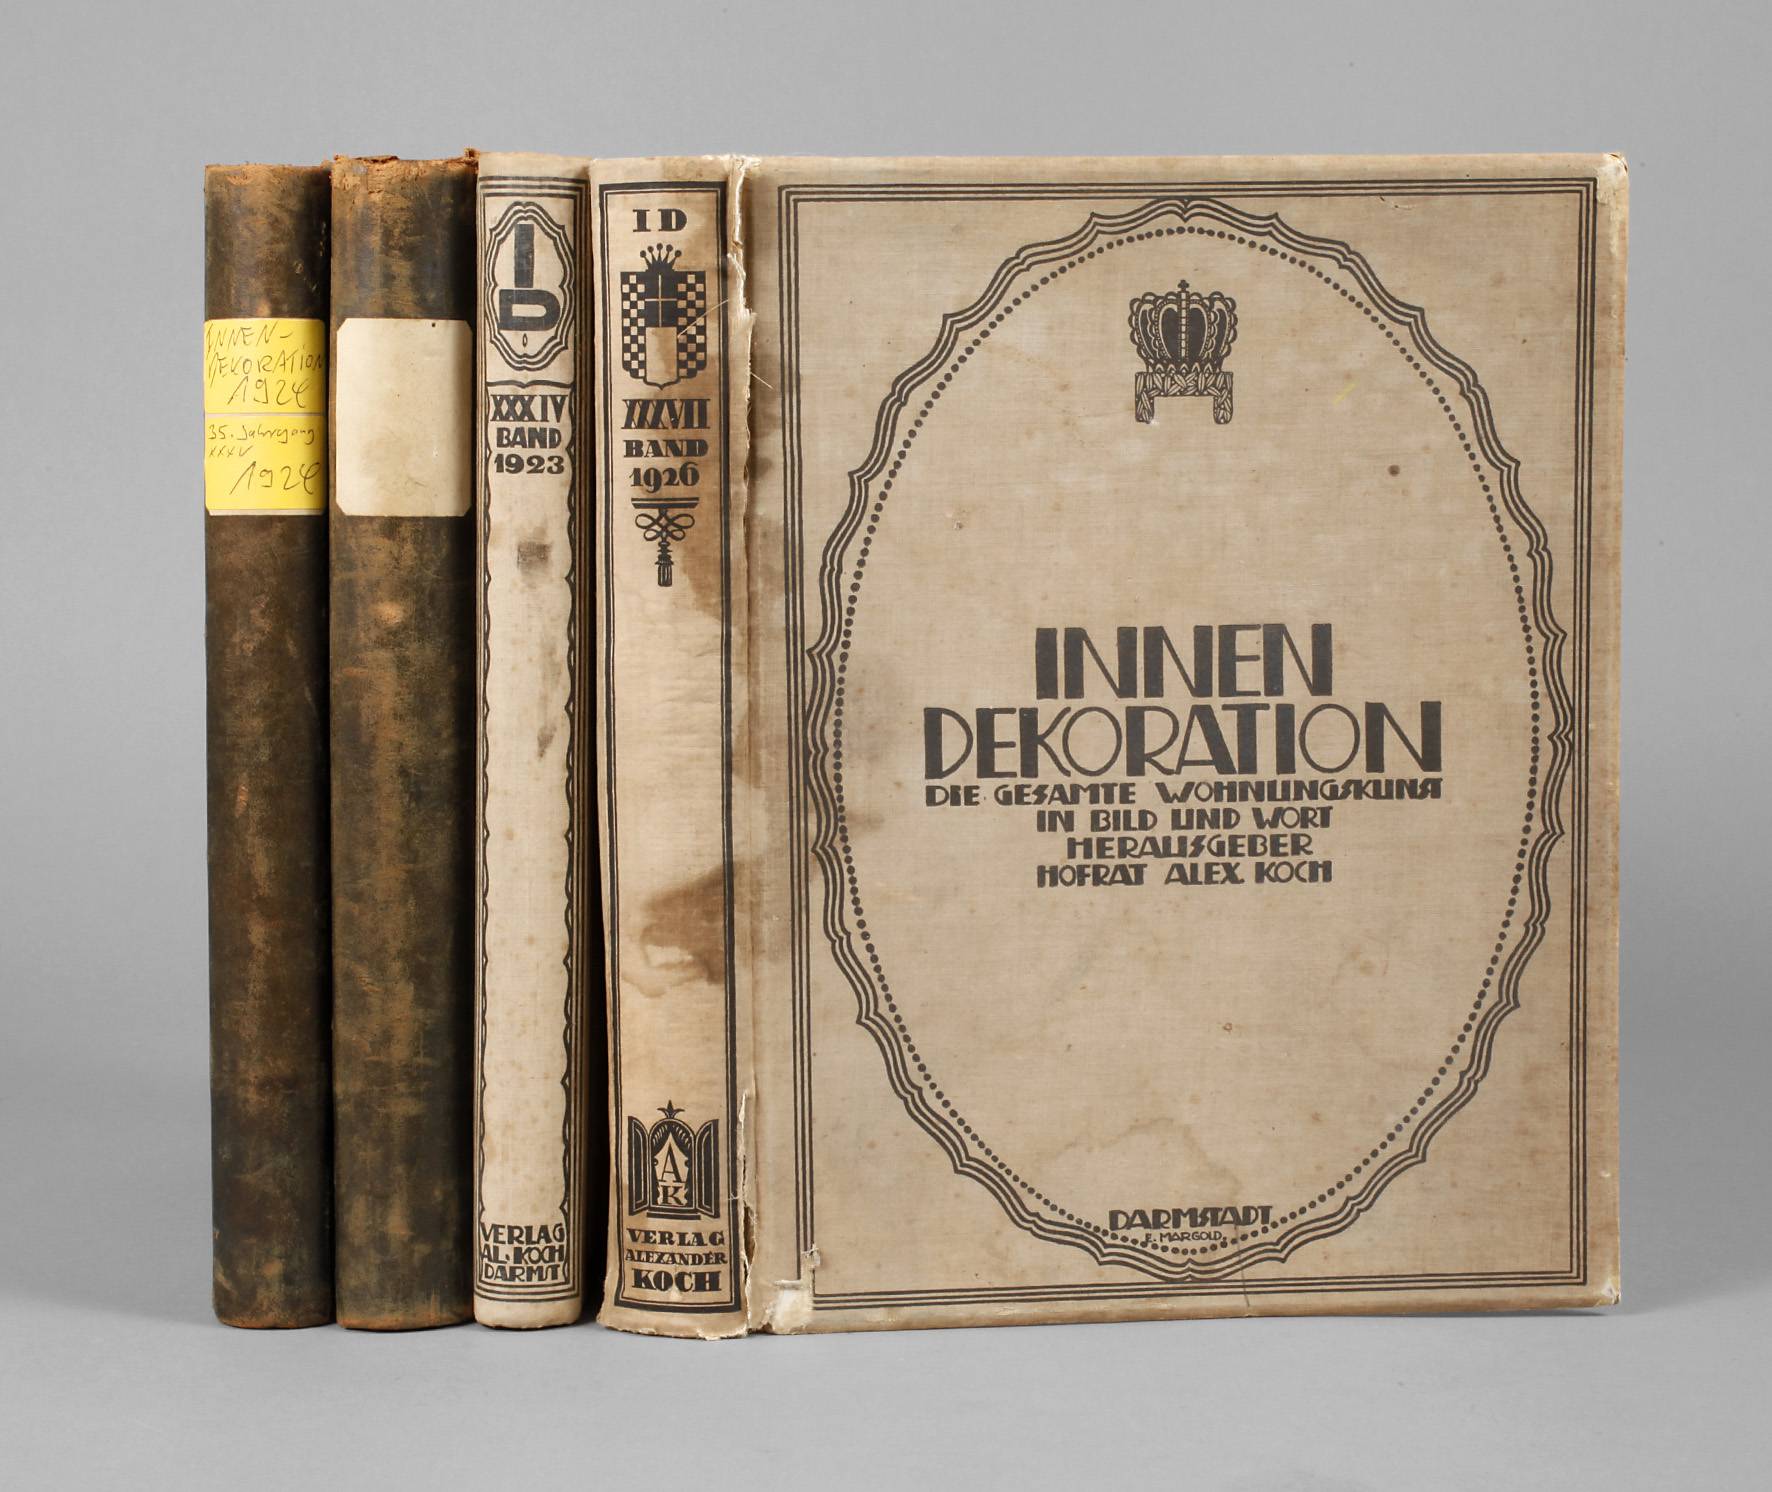 INNEN-
DEKORATION
1924
35. Jahrgang
XXXV
1924
ID
XXXIV
BAND
1923
VERLAG
AL. KOCH
DARMST
ID
XXXVII
BAND
1926
AK
VERLAG
ALEXANDER
KOCH
INNEN
DEKORATION
DIE GESAMTE WOHNUNGSKUNST
IN BILD UND WORT
HERAUSGEBER
HOFRAT ALEX. KOCH
DARMSTADT
E. MARGOLD